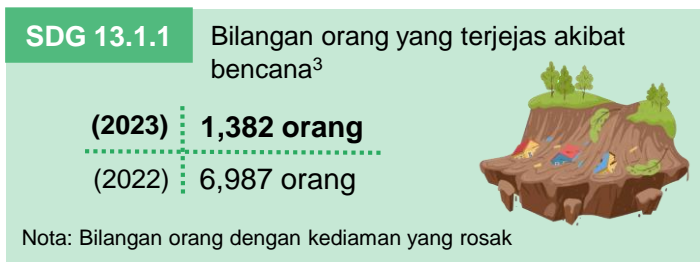 SDG 13.1.1
Bilangan orang yang terjejas akibat
bencana³
(2023) 1,382 orang
(2022) 6,987 orang
Nota: Bilangan orang dengan kediaman yang rosak